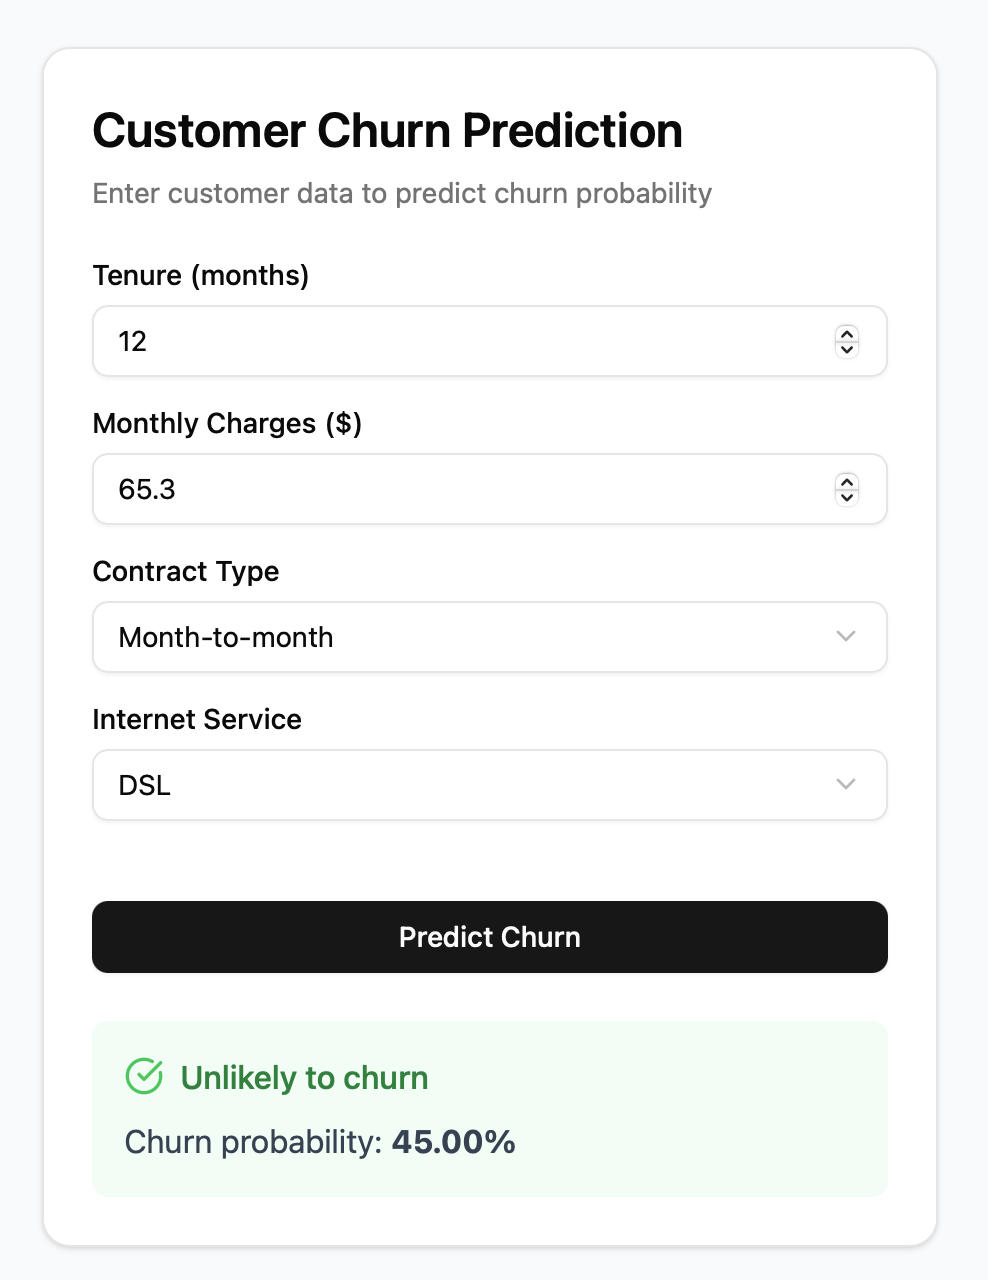 Customer Churn Prediction
Enter customer data to predict churn probability
Tenure (months)
12
Monthly Charges ($)
65.3
Contract Type
Month-to-month
Internet Service
DSL
Predict Churn
Unlikely to churn
Churn probability: 45.00%